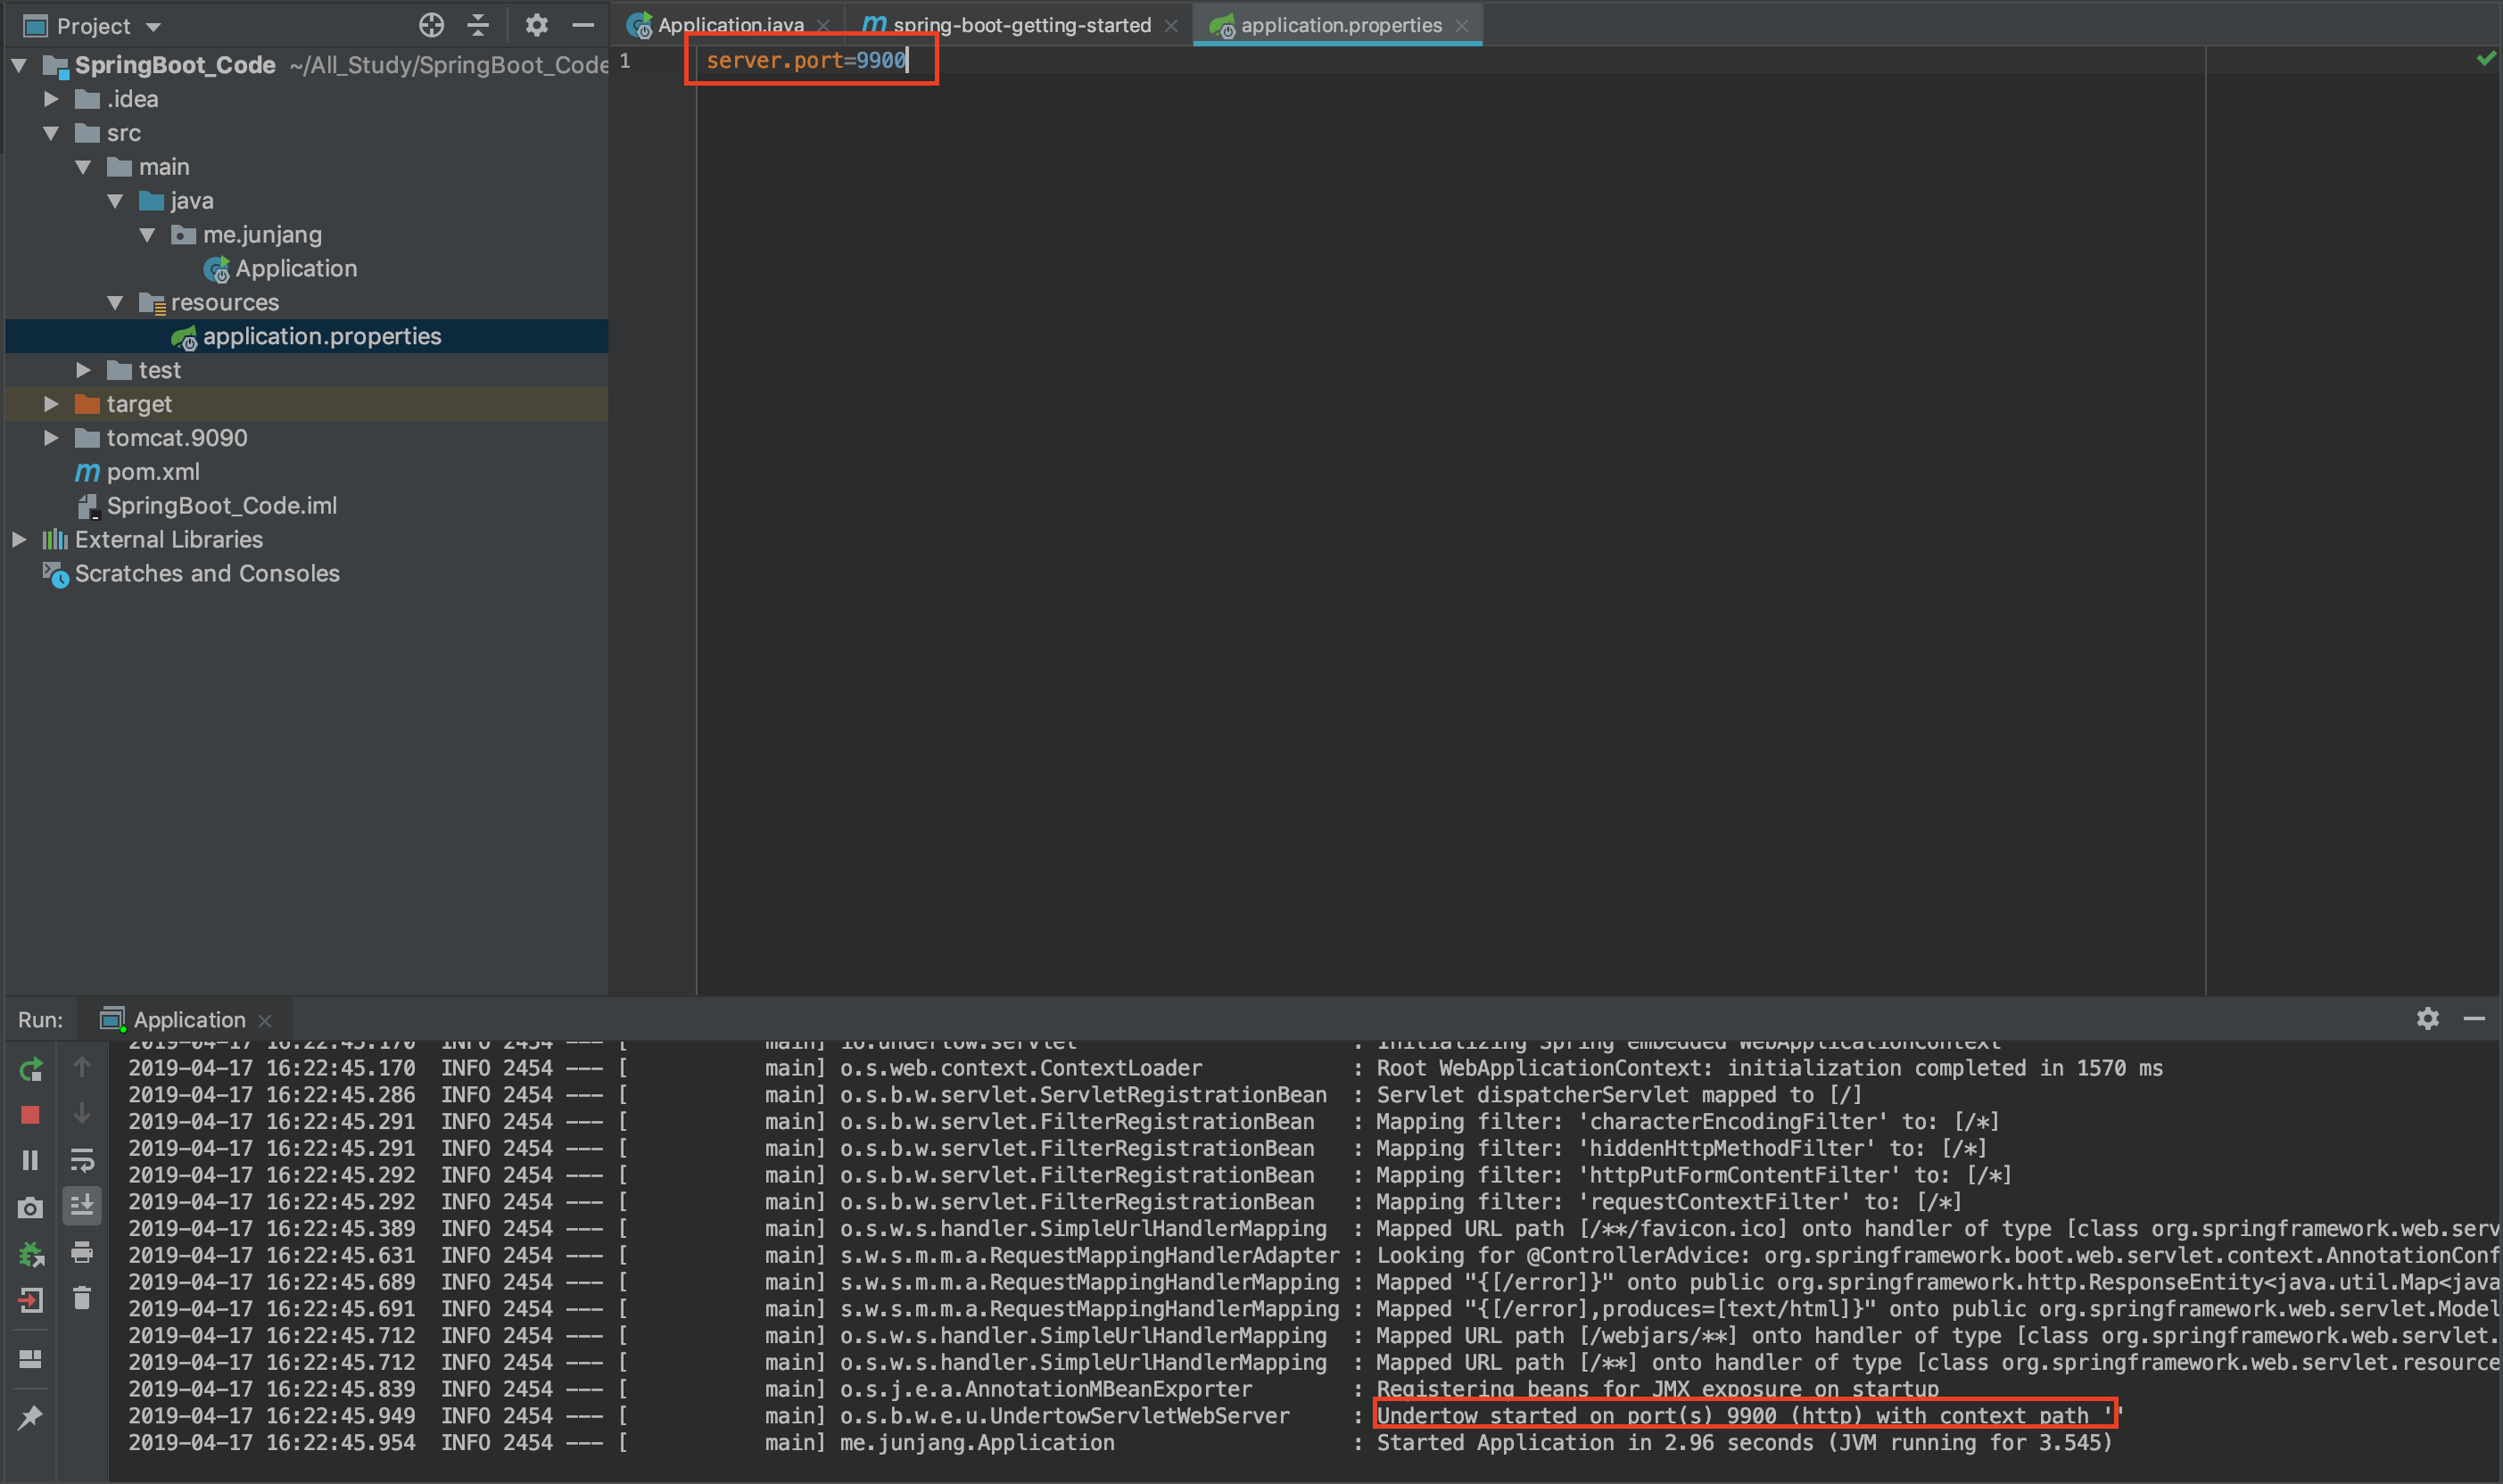 Project
SpringBoot_Code ~/All_Study/SpringBoot_Code
.idea
src
main
java
me.junjang
Application
resources
application.properties
test
target
tomcat.9090
pom.xml
SpringBoot_Code.iml
External Libraries
Scratches and Consoles
Application.java
spring-boot-getting-started
application.properties
1 server.port=9900
Run: Application
2019-04-17 16:22:45.170 INFO 2454 --- [ main] io.undertow.servlet : Initializing Spring embedded WebApplicationContext
2019-04-17 16:22:45.170 INFO 2454 --- [ main] o.s.web.context.ContextLoader : Root WebApplicationContext: initialization completed in 1570 ms
2019-04-17 16:22:45.286 INFO 2454 --- [ main] o.s.b.w.servlet.ServletRegistrationBean : Servlet dispatcherServlet mapped to [/]
2019-04-17 16:22:45.291 INFO 2454 --- [ main] o.s.b.w.servlet.FilterRegistrationBean : Mapping filter: 'characterEncodingFilter' to: [/*]
2019-04-17 16:22:45.291 INFO 2454 --- [ main] o.s.b.w.servlet.FilterRegistrationBean : Mapping filter: 'hiddenHttpMethodFilter' to: [/*]
2019-04-17 16:22:45.292 INFO 2454 --- [ main] o.s.b.w.servlet.FilterRegistrationBean : Mapping filter: 'httpPutFormContentFilter' to: [/*]
2019-04-17 16:22:45.292 INFO 2454 --- [ main] o.s.b.w.servlet.FilterRegistrationBean : Mapping filter: 'requestContextFilter' to: [/*]
2019-04-17 16:22:45.389 INFO 2454 --- [ main] o.s.w.s.handler.SimpleUrlHandlerMapping : Mapped URL path [/**/favicon.ico] onto handler of type [class org.springframework.web.serv
2019-04-17 16:22:45.631 INFO 2454 --- [ main] s.w.s.m.m.a.RequestMappingHandlerAdapter : Looking for @ControllerAdvice: org.springframework.boot.web.servlet.context.AnnotationConf
2019-04-17 16:22:45.689 INFO 2454 --- [ main] s.w.s.m.m.a.RequestMappingHandlerMapping : Mapped "{[/error]}" onto public org.springframework.http.ResponseEntity<java.util.Map<java
2019-04-17 16:22:45.691 INFO 2454 --- [ main] s.w.s.m.m.a.RequestMappingHandlerMapping : Mapped "{[/error],produces=[text/html]}" onto public org.springframework.web.servlet.Model
2019-04-17 16:22:45.712 INFO 2454 --- [ main] o.s.w.s.handler.SimpleUrlHandlerMapping : Mapped URL path [/webjars/**] onto handler of type [class org.springframework.web.servlet.
2019-04-17 16:22:45.712 INFO 2454 --- [ main] o.s.w.s.handler.SimpleUrlHandlerMapping : Mapped URL path [/**] onto handler of type [class org.springframework.web.servlet.resource
2019-04-17 16:22:45.839 INFO 2454 --- [ main] o.s.j.e.a.AnnotationMBeanExporter : Registering beans for JMX exposure on startup
2019-04-17 16:22:45.949 INFO 2454 --- [ main] o.s.b.w.e.u.UndertowServletWebServer : Undertow started on port(s) 9900 (http) with context path ''
2019-04-17 16:22:45.954 INFO 2454 --- [ main] me.junjang.Application : Started Application in 2.96 seconds (JVM running for 3.545)